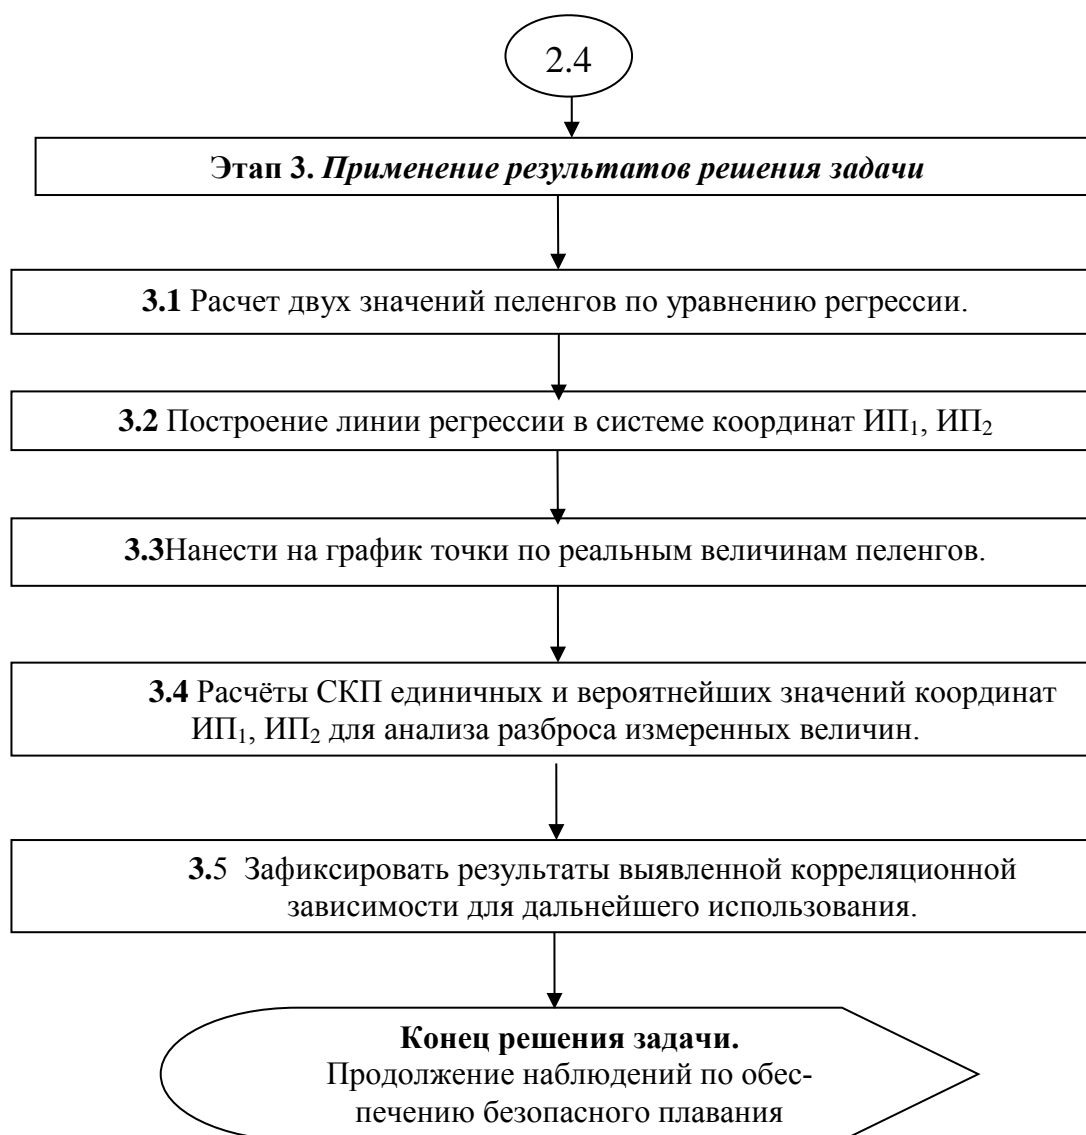 2.4
Этап 3. Применение результатов решения задачи
3.1 Расчет двух значений пеленгов по уравнению регрессии.
3.2 Построение линии регрессии в системе координат ИП₁, ИП₂
3.3Нанести на график точки по реальным величинам пеленгов.
3.4 Расчёты СКП единичных и вероятнейших значений координат
ИП₁, ИП₂ для анализа разброса измеренных величин.
3.5 Зафиксировать результаты выявленной корреляционной
зависимости для дальнейшего использования.
Конец решения задачи.
Продолжение наблюдений по обес-
печению безопасного плавания